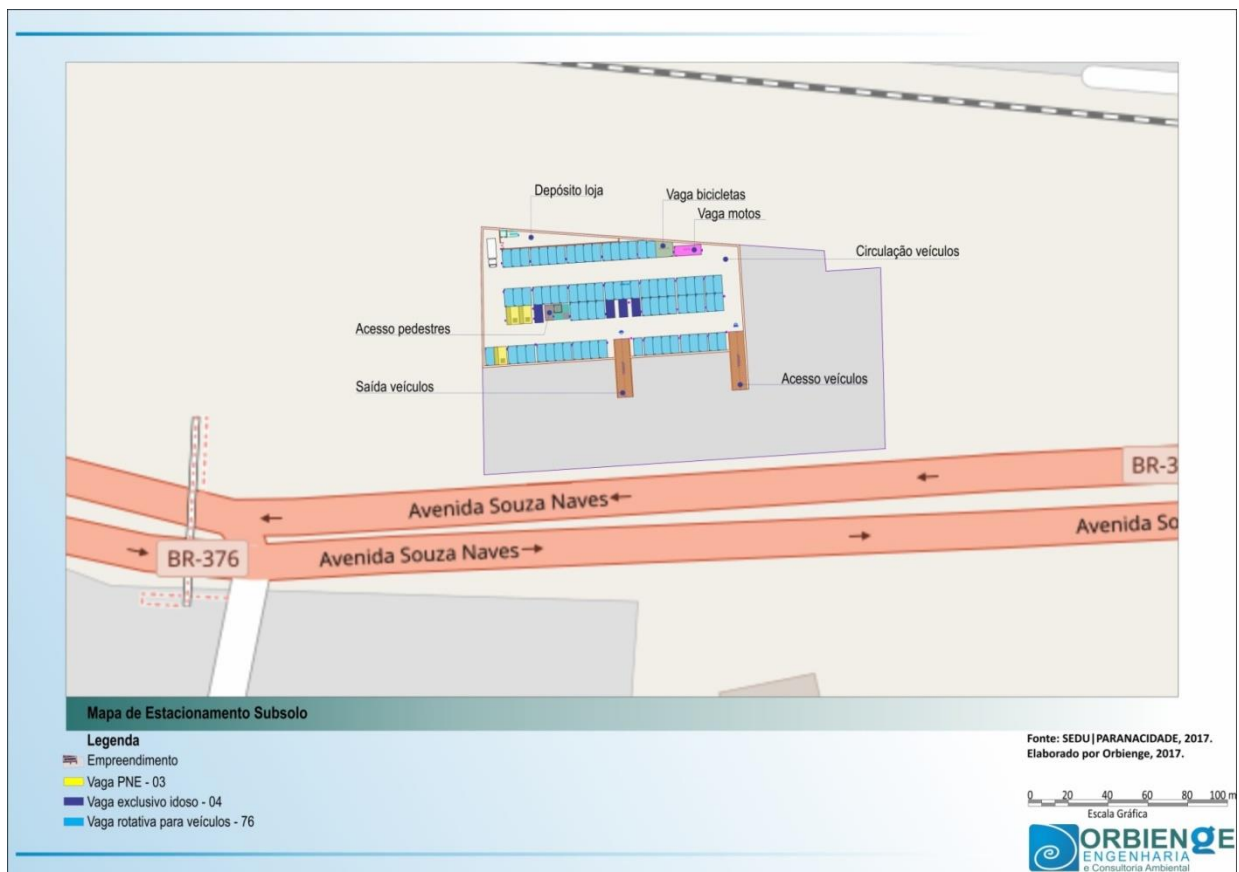 Depósito loja
Vaga bicicletas
Vaga motos
Circulação veículos
Acesso pedestres
Saída veículos
Acesso veículos
BR-3
Avenida Souza Naves
Avenida So
BR-376
Avenida Souza Naves
Mapa de Estacionamento Subsolo
Legenda
Empreendimento
Vaga PNE - 03
Vaga exclusivo idoso - 04
Vaga rotativa para veículos - 76
Fonte: SEDU|PARANACIDADE, 2017.
Elaborado por Orbienge, 2017.
0 20 40 60 80 100 m
Escala Gráfica
ORBIENGE
ENGENHARIA
e Consultoria Ambiental